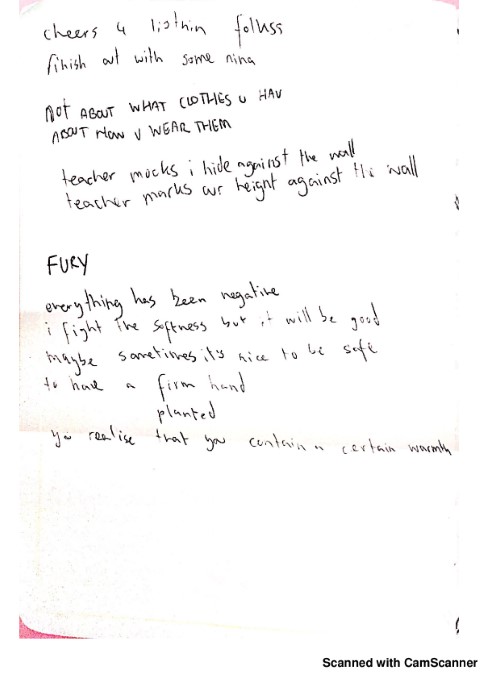 cheers 4 listnin folkss
finish out with some nina
not ABOUT WHAT CLOTHES U HAV
ABOUT HOW U WEAR THEM
teacher mocks i hide against the wall
teacher marks our height against the wall
FURY
everything has been negative
i fight the softness but it will be good
maybe sometimes it's nice to be safe
to have a firm hand
planted
you realise that you contain a certain warmth
Scanned with CamScanner